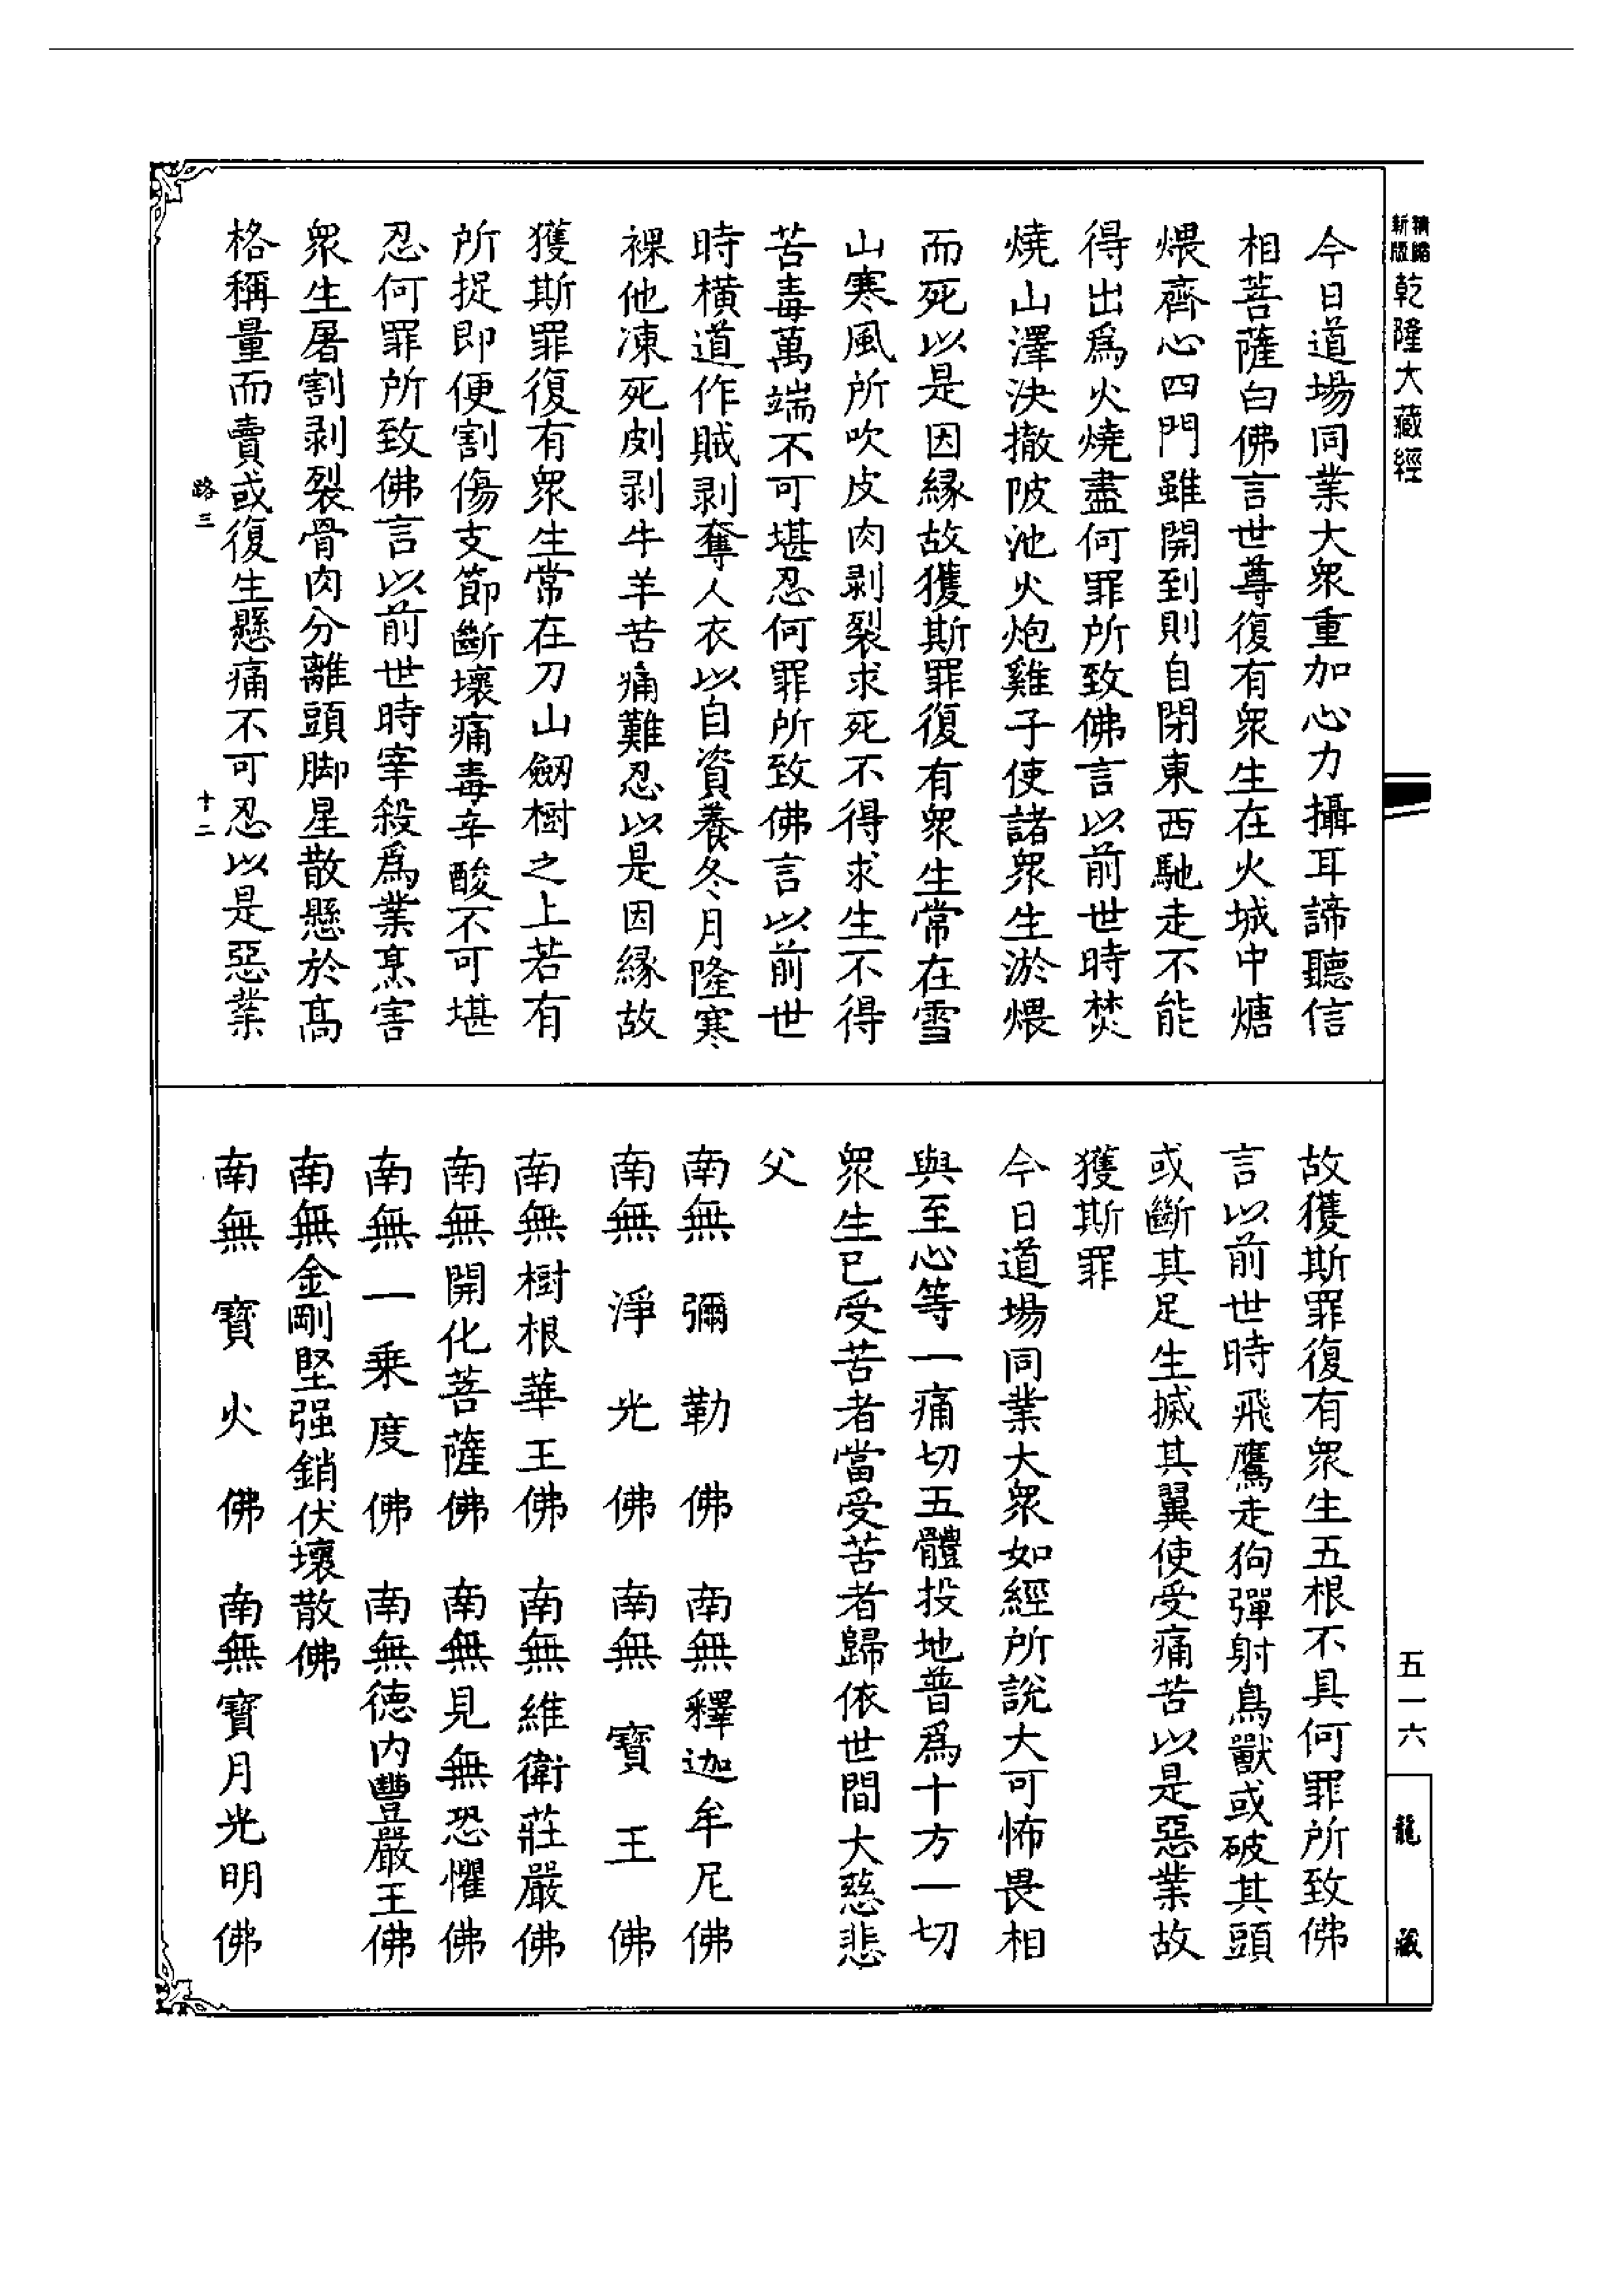 精縮新版乾隆大藏經
今日道場同業大衆重加心力攝耳諦聽信
相菩薩白佛言世尊復有衆生在火城中煻
煨齊心四門雖開到則自閉東西馳走不能
得出爲火燒盡何罪所致佛言以前世時焚
燒山澤決撤陂池火炮雞子使諸衆生淤煨
而死以是因緣故獲斯罪復有衆生常在雪
山寒風所吹皮肉剥裂求死不得求生不得
苦毒萬端不可堪忍何罪所致佛言以前世
時橫道作賊剥奪人衣以自資養冬月隆寒
裸他凍死剥牛羊苦痛難忍以是因緣故
獲斯罪復有衆生常在刀山劒樹之上若有
所捉即便割傷支節斷壞痛毒辛酸不可堪
忍何罪所致佛言以前世時宰殺爲業烹害
衆生屠割剥裂骨肉分離頭脚星散懸於高
格稱量而賣或復生懸痛不可忍以是惡業
路三 十二
故獲斯罪復有衆生五根不具何罪所致佛
言以前世時飛鷹走狗彈射鳥獸或破其頭
或斷其足生搣其翼使受痛苦以是惡業故
獲斯罪
今日道場同業大衆如經所說大可怖畏相
與至心等一痛切五體投地普爲十方一切
衆生已受苦者當受苦者歸依世間大慈悲
父
南無彌勒佛 南無釋迦牟尼佛
南無淨光佛 南無寶王佛
南無樹根華王佛 南無維衛莊嚴佛
南無開化菩薩佛 南無見無恐懼佛
南無一乘度佛 南無德內豐嚴王佛
南無金剛堅强銷伏壞散佛
南無寶火佛 南無寶月光明佛
五一六
龍藏